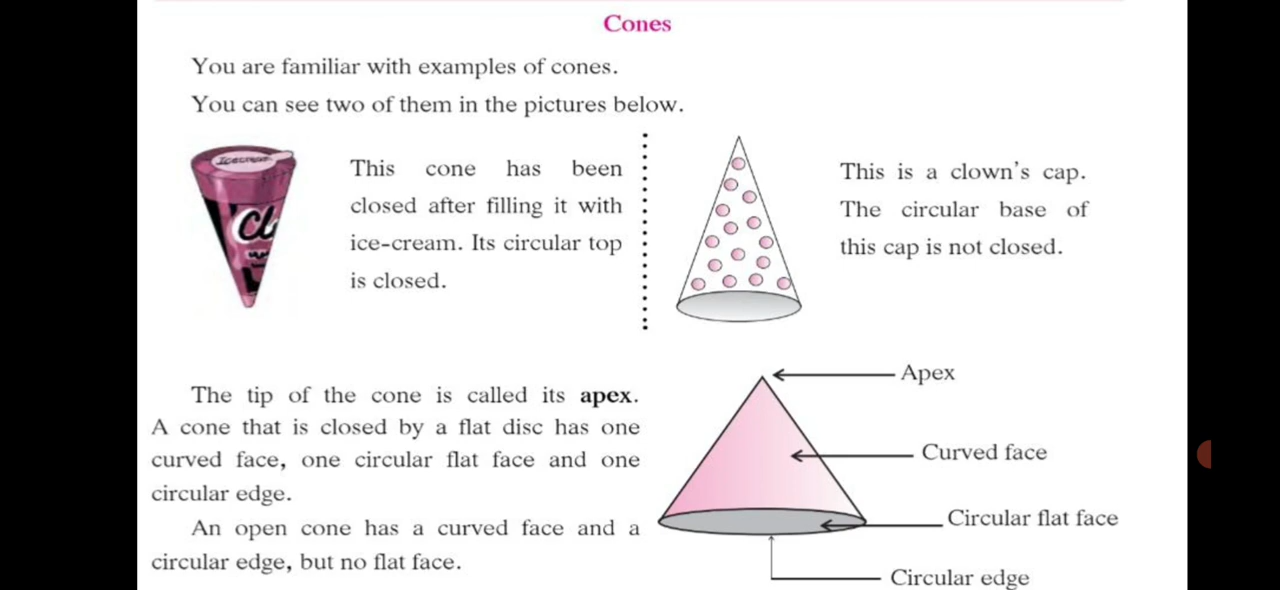 Cones
You are familiar with examples of cones.
You can see two of them in the pictures below.
Icecream
This cone has been
closed after filling it with
ice-cream. Its circular top
is closed.
This is a clown's cap.
The circular base of
this cap is not closed.
The tip of the cone is called its apex.
A cone that is closed by a flat disc has one
curved face, one circular flat face and one
circular edge.
An open cone has a curved face and a
circular edge, but no flat face.
Apex
Curved face
Circular flat face
Circular edge